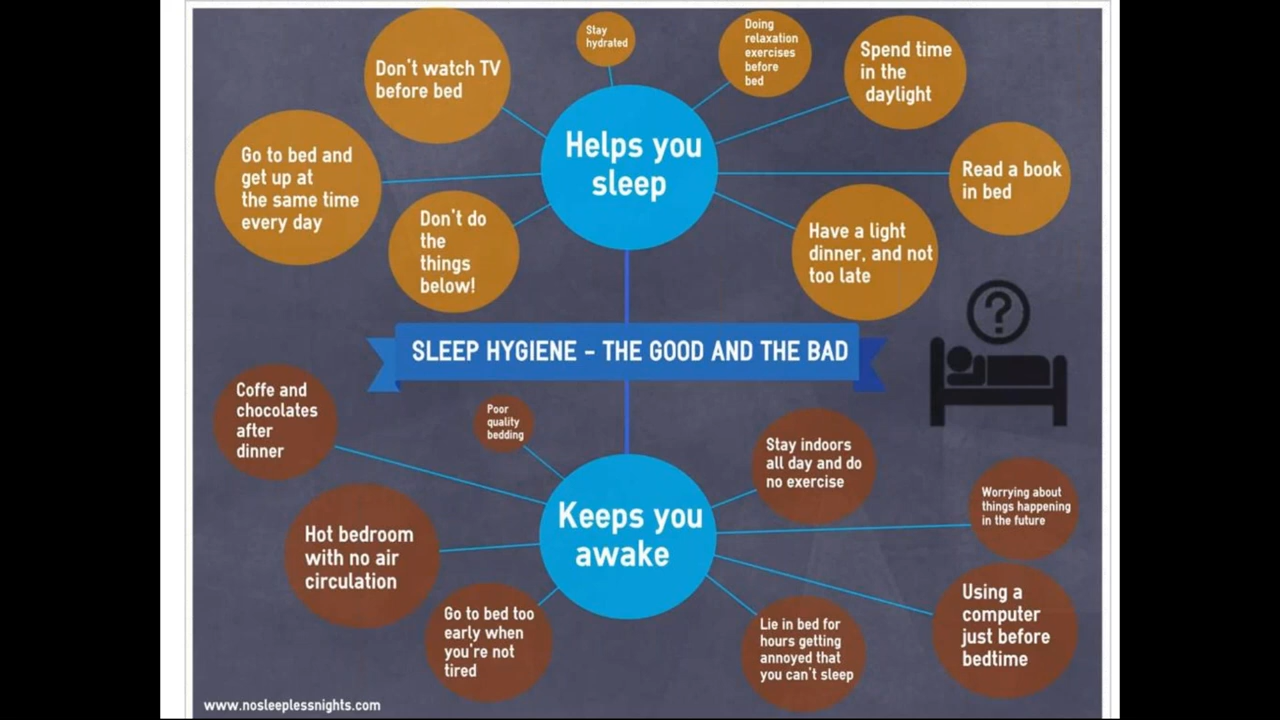 Stay
hydrated
Doing
relaxation
exercises
before
bed
Don't watch TV
before bed
Spend time
in the
daylight
Helps you
sleep
Go to bed and
get up at
the same time
every day
Read a book
in bed
Don't do
the
things
below!
Have a light
dinner, and not
too late
SLEEP HYGIENE - THE GOOD AND THE BAD
Coffe and
chocolates
after
dinner
Poor
quality
bedding
Stay indoors
all day and do
no exercise
Worrying about
things happening
in the future
Keeps you
awake
Hot bedroom
with no air
circulation
Go to bed too
early when
you're not
tired
Lie in bed for
hours getting
annoyed that
you can't sleep
Using a
computer
just before
bedtime
www.nosleeplessnights.com